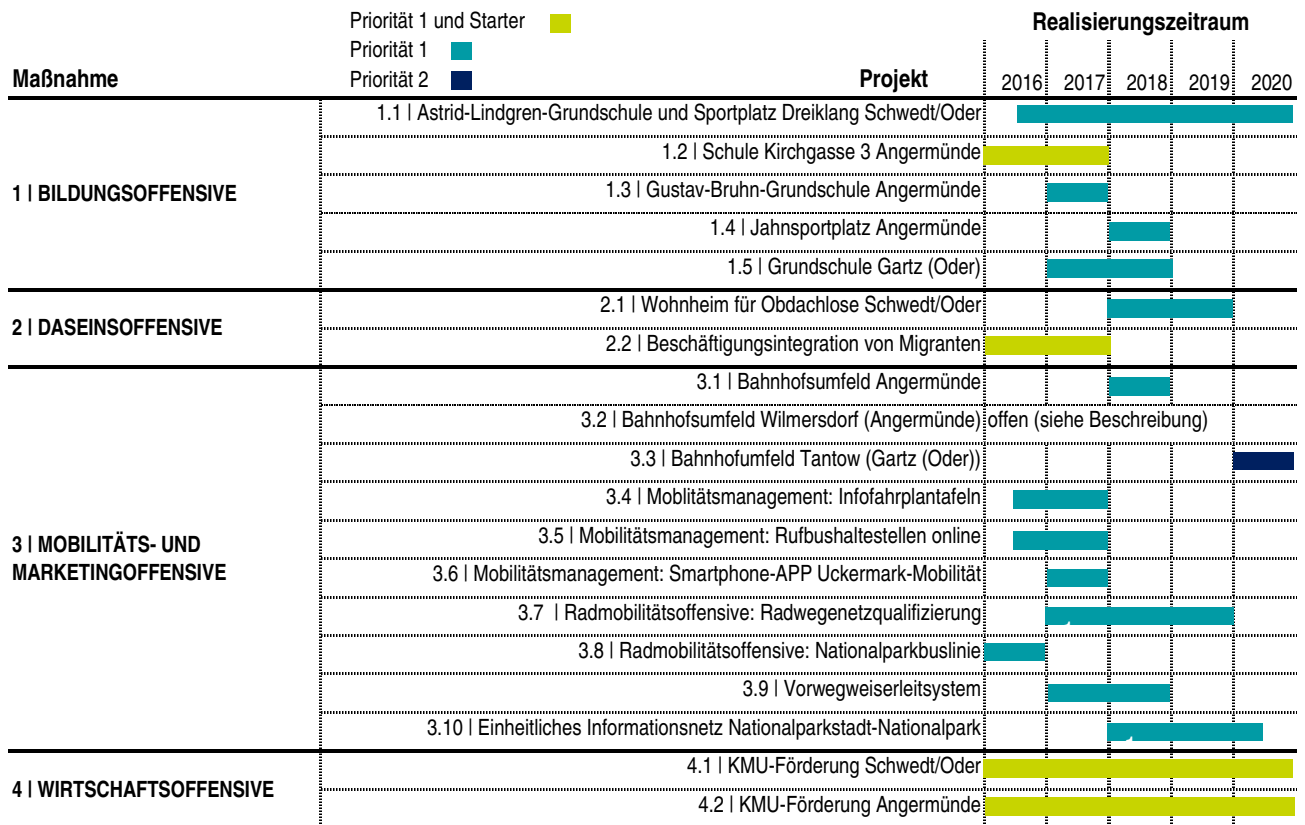 Priorität 1 und Starter
Realisierungszeitraum
Priorität 1
Maßnahme
Priorität 2
Projekt
2016 2017 2018 2019 2020
1.1 | Astrid-Lindgren-Grundschule und Sportplatz Dreiklang Schwedt/Oder
1.2 | Schule Kirchgasse 3 Angermünde
1 | BILDUNGSOFFENSIVE
1.3 | Gustav-Bruhn-Grundschule Angermünde
1.4 | Jahnsportplatz Angermünde
1.5 | Grundschule Gartz (Oder)
2.1 | Wohnheim für Obdachlose Schwedt/Oder
2 | DASEINSOFFENSIVE
2.2 | Beschäftigungsintegration von Migranten
3.1 | Bahnhofsumfeld Angermünde
3.2 | Bahnhofsumfeld Wilmersdorf (Angermünde) offen (siehe Beschreibung)
3.3 | Bahnhofumfeld Tantow (Gartz (Oder))
3.4 | Moblitätsmanagement: Infofahrplantafeln
3.5 | Mobilitätsmanagement: Rufbushaltestellen online
3 | MOBILITÄTS- UND
MARKETINGOFFENSIVE
3.6 | Mobilitätsmanagement: Smartphone-APP Uckermark-Mobilität
3.7 | Radmobilitätsoffensive: Radwegenetzqualifizierung
3.8 | Radmobilitätsoffensive: Nationalparkbuslinie
3.9 | Vorwegweiserleitsystem
3.10 | Einheitliches Informationsnetz Nationalparkstadt-Nationalpark
4.1 | KMU-Förderung Schwedt/Oder
4 | WIRTSCHAFTSOFFENSIVE
4.2 | KMU-Förderung Angermünde